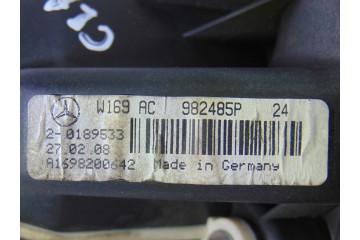 W169 AC 982485P 24
2-0189533
27.02.08
A1698200642 Made in Germany